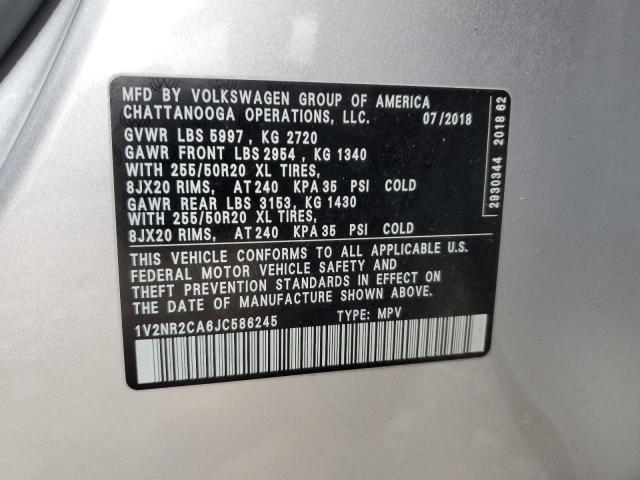 MFD BY VOLKSWAGEN GROUP OF AMERICA
CHATTANOOGA OPERATIONS, LLC. 07/2018
GVWR LBS 5997, KG 2720
GAWR FRONT LBS 2954, KG 1340
WITH 255/50R20 XL TIRES,
8JX20 RIMS, AT 240 KPA 35 PSI COLD
GAWR REAR LBS 3153, KG 1430
WITH 255/50R20 XL TIRES,
8JX20 RIMS, AT 240 KPA 35 PSI COLD
THIS VEHICLE CONFORMS TO ALL APPLICABLE U.S.
FEDERAL MOTOR VEHICLE SAFETY AND
THEFT PREVENTION STANDARDS IN EFFECT ON
THE DATE OF MANUFACTURE SHOWN ABOVE.
1V2NR2CA6JC586245 TYPE: MPV
2930344 2018 62